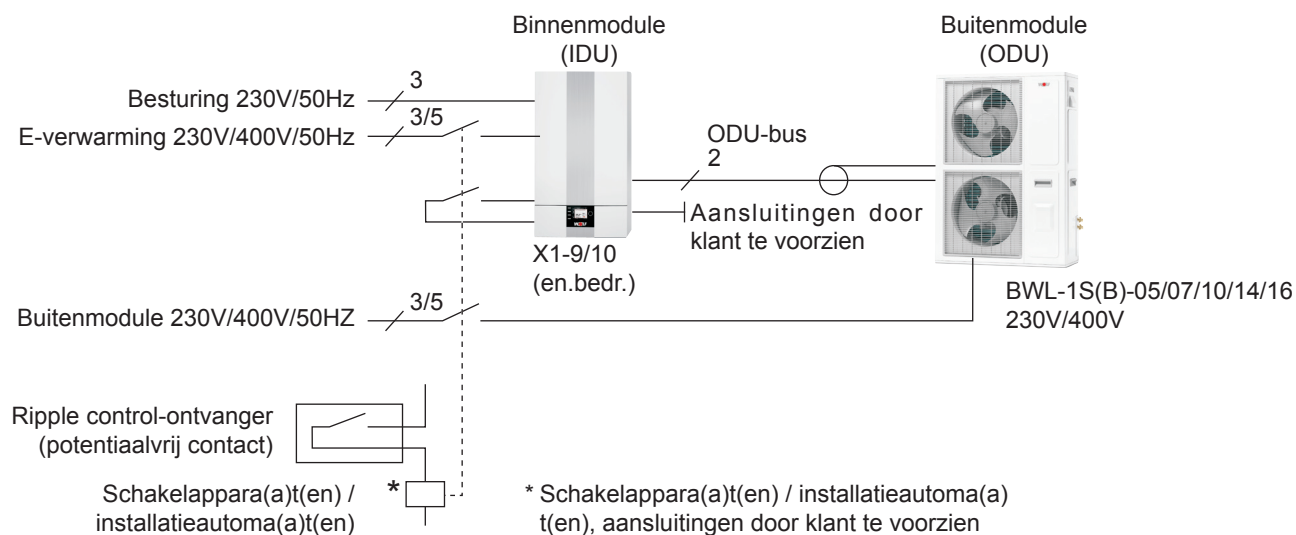 Binnenmodule
(IDU)
Buitenmodule
(ODU)
Besturing 230V/50Hz
3
E-verwarming 230V/400V/50Hz
3/5
ODU-bus
2
Aansluitingen door
klant te voorzien
X1-9/10
(en.bedr.)
BWL-1S(B)-05/07/10/14/16
230V/400V
Buitenmodule 230V/400V/50HZ
3/5
Ripple control-ontvanger
(potentiaalvrij contact)
Schakelappara(a)t(en) /
installatieautoma(a)t(en)
*
* Schakelappara(a)t(en) / installatieautoma(a)
t(en), aansluitingen door klant te voorzien